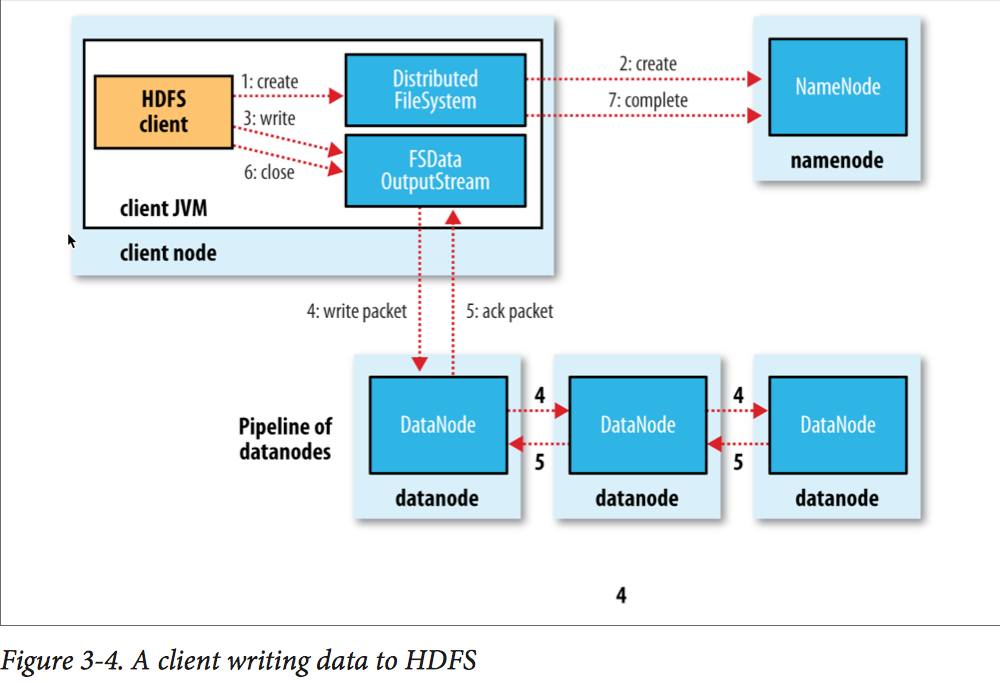 HDFS
client
1: create
3: write
6: close
Distributed
FileSystem
FSData
OutputStream
client JVM
client node
2: create
7: complete
NameNode
namenode
4: write packet
5: ack packet
Pipeline of
datanodes
DataNode
datanode
4
5
DataNode
datanode
4
5
DataNode
datanode
4
Figure 3-4. A client writing data to HDFS